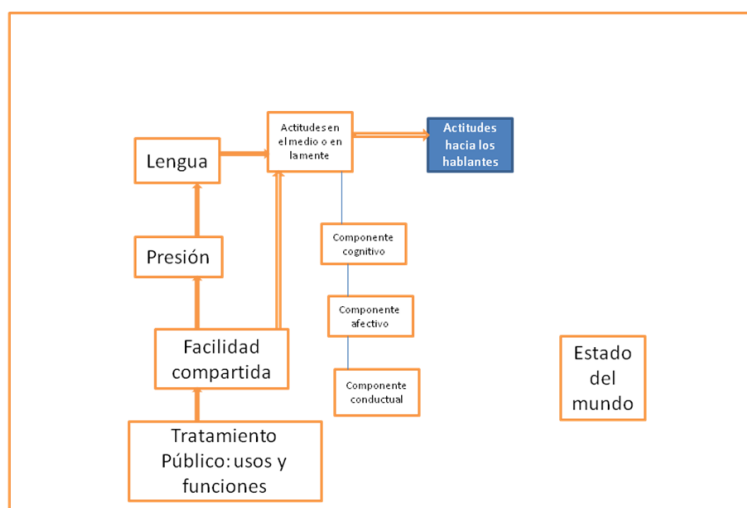 Actitudes en
el medio o en
la mente
Actitudes
hacia los
hablantes
Lengua
Componente
cognitivo
Presión
Componente
afectivo
Facilidad
compartida
Estado
del
mundo
Componente
conductual
Tratamiento
Público: usos y
funciones